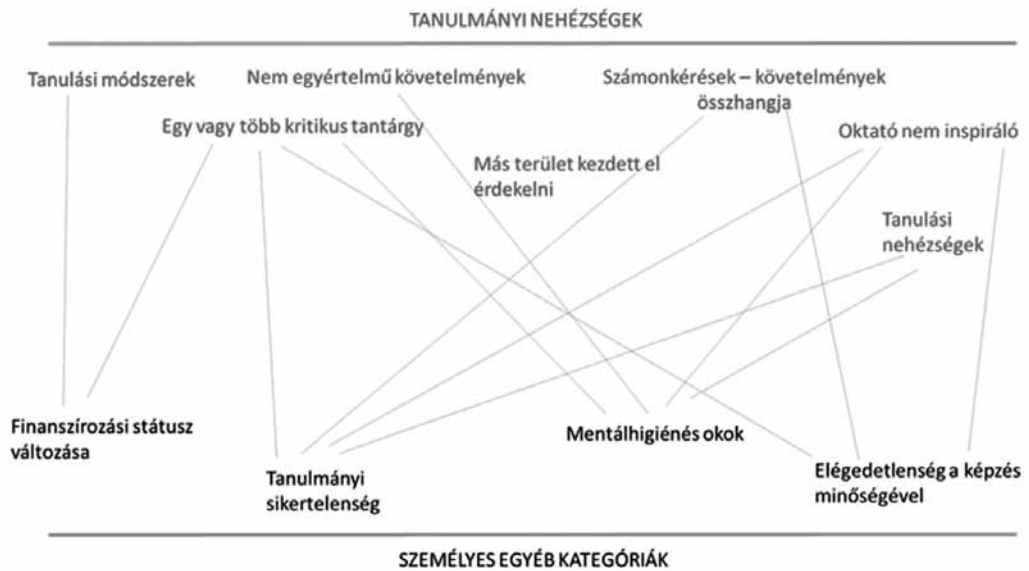 TANULMÁNYI NEHÉZSÉGEK
Tanulási módszerek
Nem egyértelmű követelmények
Számonkérések – követelmények
összhangja
Egy vagy több kritikus tantárgy
Oktató nem inspiráló
Más terület kezdett el
érdekelni
Tanulási
nehézségek
Finanszírozási státusz
változása
Mentálhigiénés okok
Tanulmányi
sikertelenség
Elégedetlenség a képzés
minőségével
SZEMÉLYES EGYÉB KATEGÓRIÁK